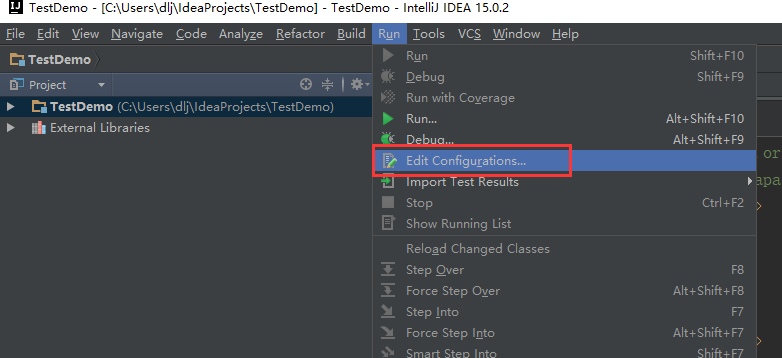 TestDemo - [C:\Users\dlj\IdeaProjects\TestDemo] - TestDemo - IntelliJ IDEA 15.0.2
File Edit View Navigate Code Analyze Refactor Build Run Tools VCS Window Help
TestDemo
Project
TestDemo (C:\Users\dlj\IdeaProjects\TestDemo)
External Libraries
Run Shift+F10
Debug Shift+F9
Run with Coverage
Run... Alt+Shift+F10
Debug... Alt+Shift+F9
Edit Configurations...
or
Import Test Results
apa
Stop Ctrl+F2
Show Running List
Reload Changed Classes
Step Over F8
Force Step Over Alt+Shift+F8
Step Into F7
Force Step Into Alt+Shift+F7
Smart Step Into Shift+F7